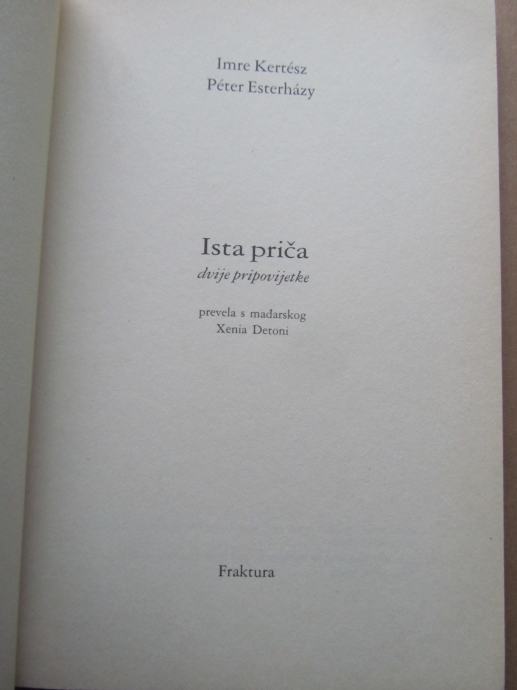 Imre Kertész
Péter Esterházy
Ista priča
dvije pripovijetke
prevela s mađarskog
Xenia Detoni
Fraktura